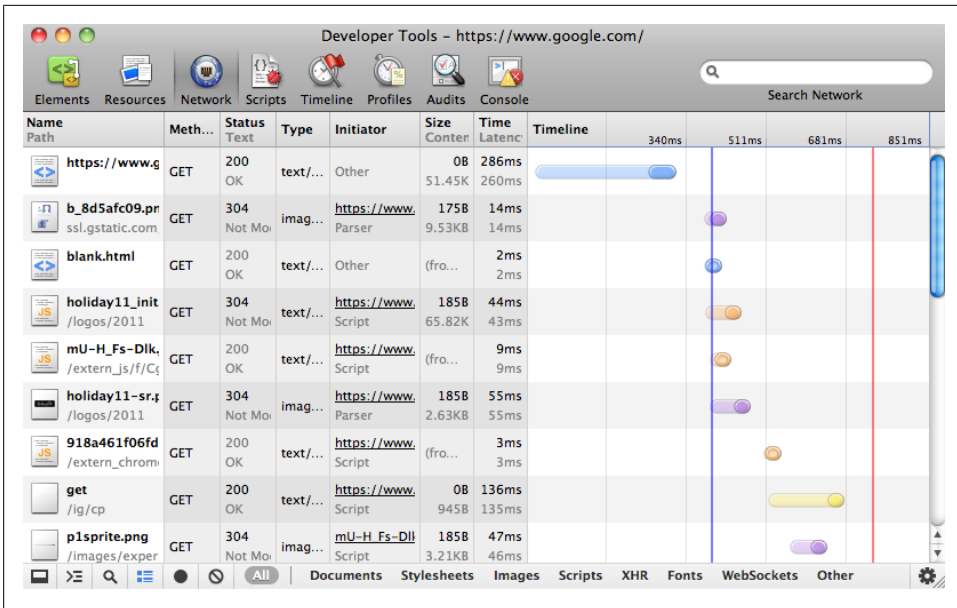 Developer Tools – https://www.google.com/
Elements Resources Network Scripts Timeline Profiles Audits Console
Search Network
Name Meth... Status Type Initiator Size Time Timeline
Path Text Conten Latenc
340ms 511ms 681ms 851ms
https://www.g GET 200 text/... Other 0B 286ms
OK 51.45K 260ms
b_8d5afc09.pn GET 304 imag... https://www. 175B 14ms
ssl.gstatic.com Not Mo Parser 9.53KB 14ms
blank.html GET 200 text/... Other (fro... 2ms
OK 2ms
holiday11_init GET 304 text/... https://www. 185B 44ms
/logos/2011 Not Mo Script 65.82K 43ms
mU-H_Fs-Dlk. GET 200 text/... https://www. (fro... 9ms
/extern_js/f/Cg OK Script 9ms
holiday11-sr.p GET 304 imag... https://www. 185B 55ms
/logos/2011 Not Mo Parser 2.63KB 55ms
918a461f06fd GET 200 text/... https://www. (fro... 3ms
/extern_chrom OK Script 3ms
get GET 200 text/... https://www. 0B 136ms
/ig/cp OK Script 945B 135ms
p1sprite.png GET 304 imag... mU-H_Fs-Dlk 185B 47ms
/images/exper Not Mo Script 3.21KB 46ms
All Documents Stylesheets Images Scripts XHR Fonts WebSockets Other